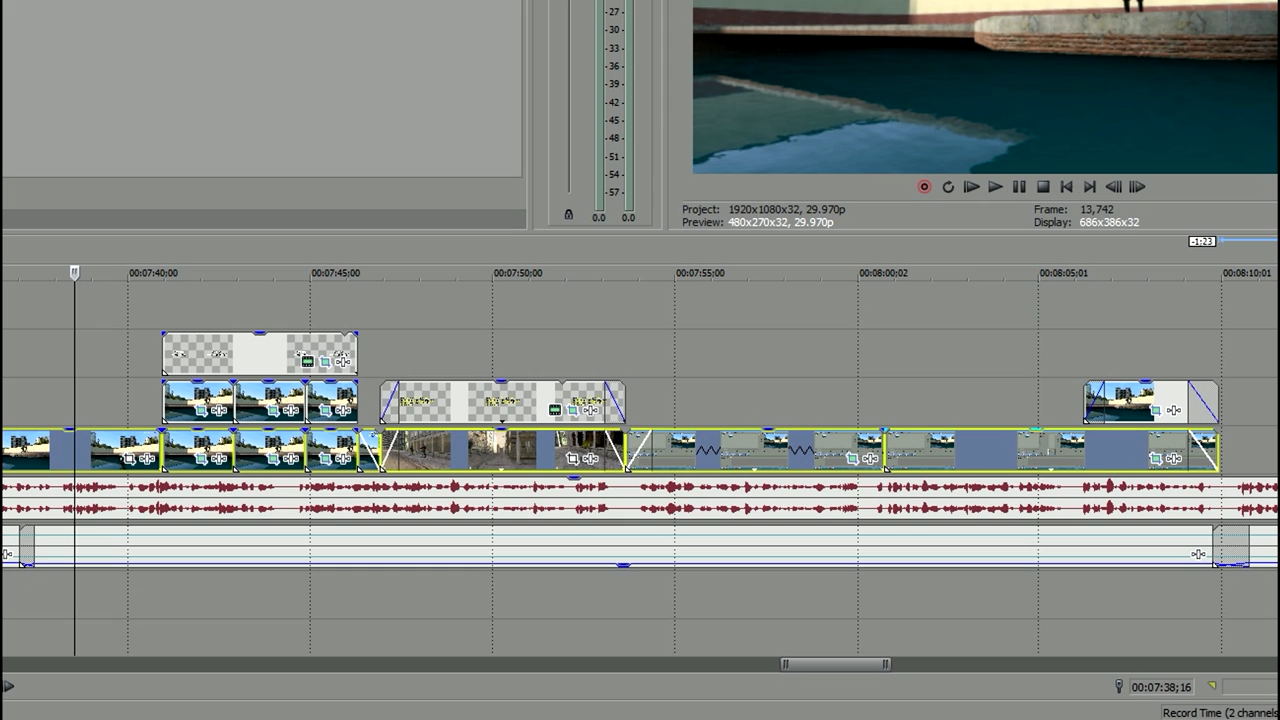 -27-
-30-
-33-
-36-
-39-
-42-
-45-
-48-
-51-
-54-
-57-
0.0 0.0
Project: 1920x1080x32, 29.970p
Preview: 480x270x32, 29.970p
Frame: 13,742
Display: 686x386x32
-1:23
00:07:40:00 00:07:45:00 00:07:50:00 00:07:55:00 00:08:00:02 00:08:05:01 00:08:10:01
00:07:38;16
Record Time (2 channels